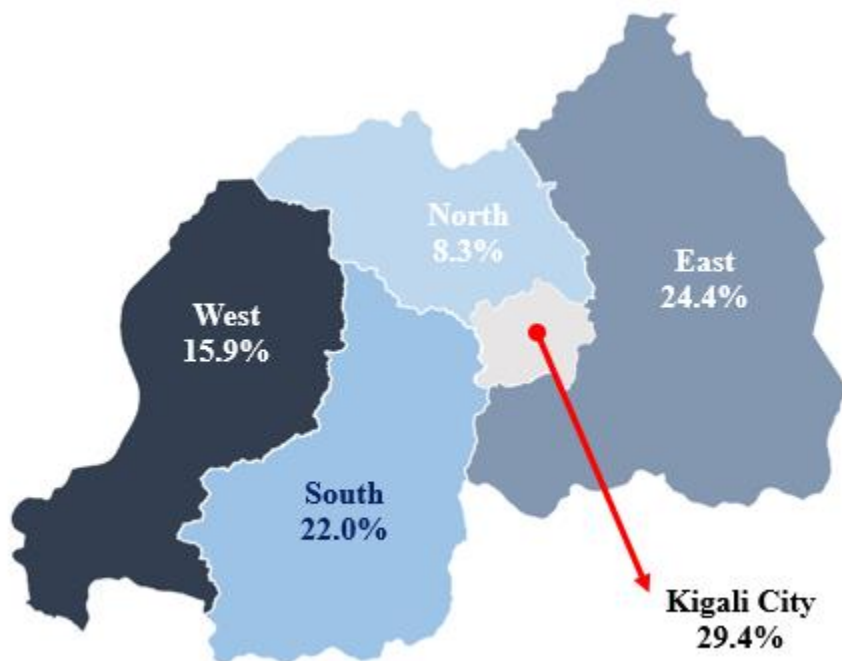 North
8.3%
East
24.4%
West
15.9%
South
22.0%
Kigali City
29.4%